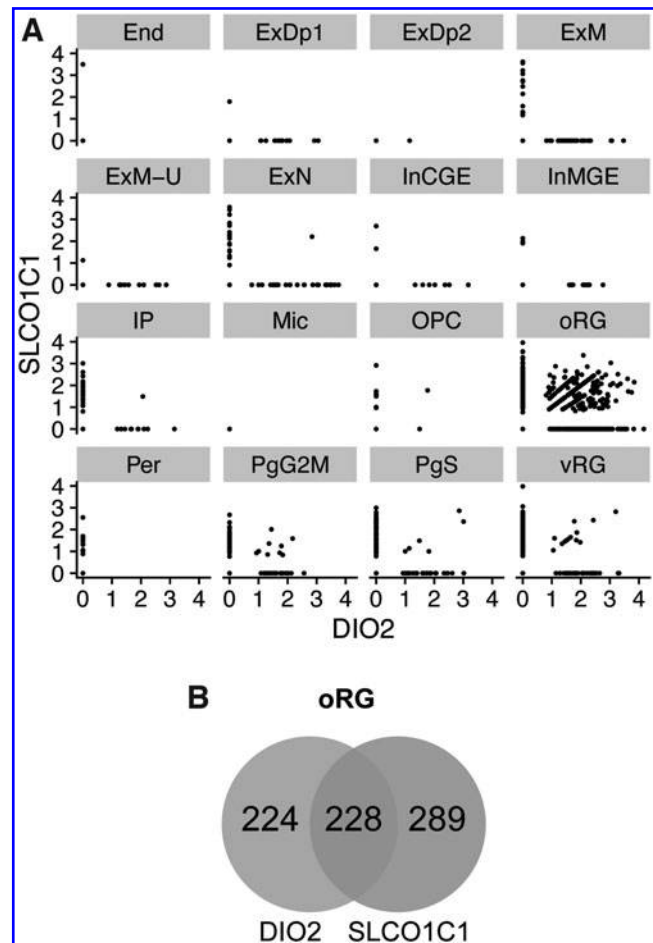 A
End ExDp1 ExDp2 ExM
4
3
2
1
0
ExM−U ExN InCGE InMGE
4
3
2
1
0
SLCO1C1
IP Mic OPC oRG
4
3
2
1
0
Per PgG2M PgS vRG
4
3
2
1
0
0 1 2 3 4 0 1 2 3 4 0 1 2 3 4 0 1 2 3 4
DIO2
B oRG
224 228 289
DIO2 SLCO1C1